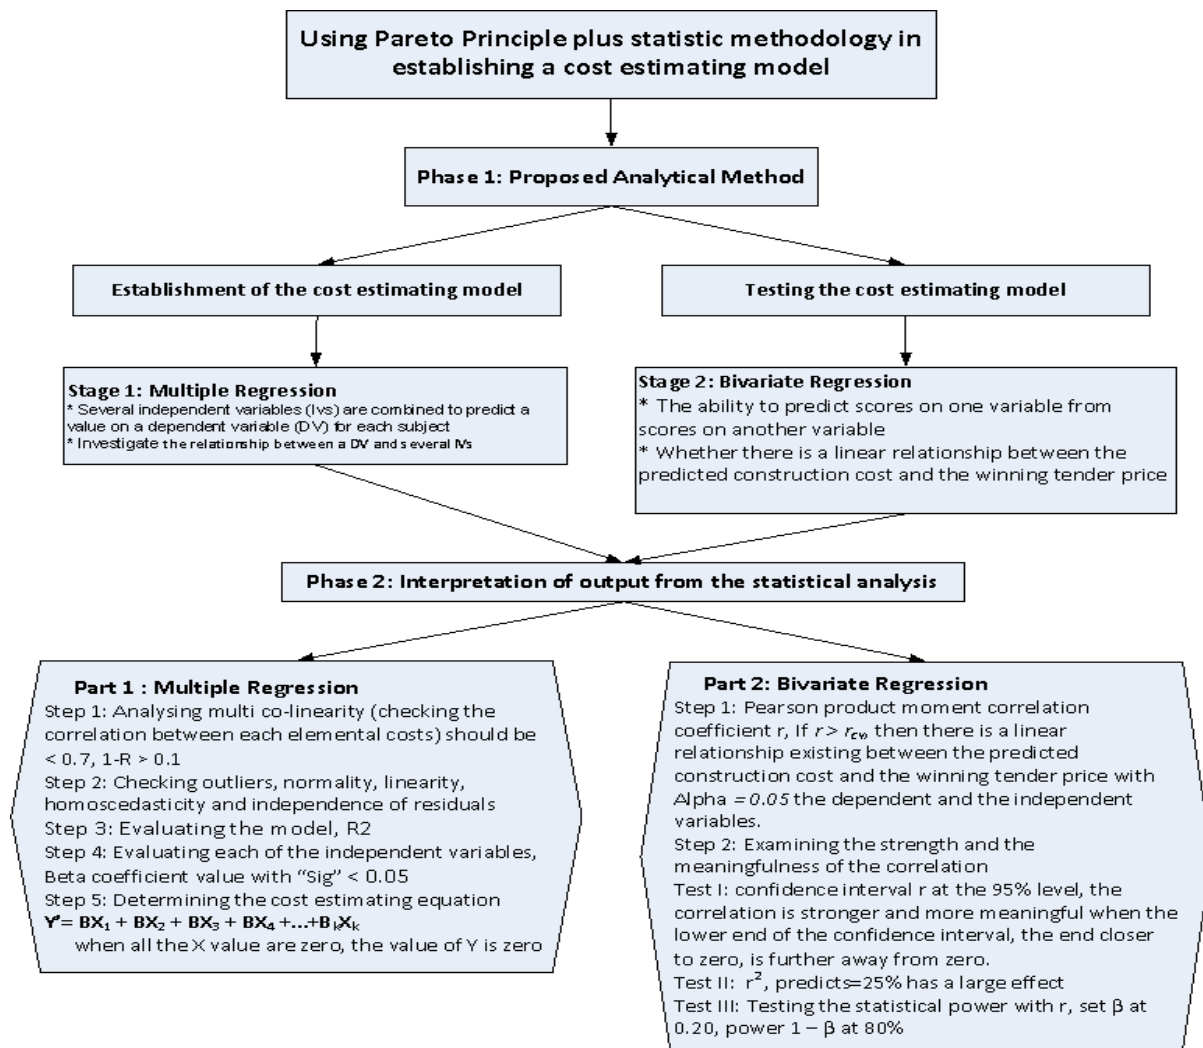 Using Pareto Principle plus statistic methodology in
establishing a cost estimating model
Phase 1: Proposed Analytical Method
Establishment of the cost estimating model
Testing the cost estimating model
Stage 1: Multiple Regression
* Several independent variables (Ivs) are combined to predict a
value on a dependent variable (DV) for each subject
* Investigate the relationship between a DV and several IVs
Stage 2: Bivariate Regression
* The ability to predict scores on one variable from
scores on another variable
* Whether there is a linear relationship between the
predicted construction cost and the winning tender price
Phase 2: Interpretation of output from the statistical analysis
Part 1 : Multiple Regression
Step 1: Analysing multi co-linearity (checking the
correlation between each elemental costs) should be
< 0.7, 1-R > 0.1
Step 2: Checking outliers, normality, linearity,
homoscedasticity and independence of residuals
Step 3: Evaluating the model, R2
Step 4: Evaluating each of the independent variables,
Beta coefficient value with “Sig” < 0.05
Step 5: Determining the cost estimating equation
Y’= BX₁ + BX₂ + BX₃ + BX₄ +...+BₖXₖ
when all the X value are zero, the value of Y is zero
Part 2: Bivariate Regression
Step 1: Pearson product moment correlation
coefficient r, If r > r_cv, then there is a linear
relationship existing between the predicted
construction cost and the winning tender price with
Alpha = 0.05 the dependent and the independent
variables.
Step 2: Examining the strength and the
meaningfulness of the correlation
Test I: confidence interval r at the 95% level, the
correlation is stronger and more meaningful when the
lower end of the confidence interval, the end closer
to zero, is further away from zero.
Test II: r², predicts=25% has a large effect
Test III: Testing the statistical power with r, set β at
0.20, power 1 – β at 80%